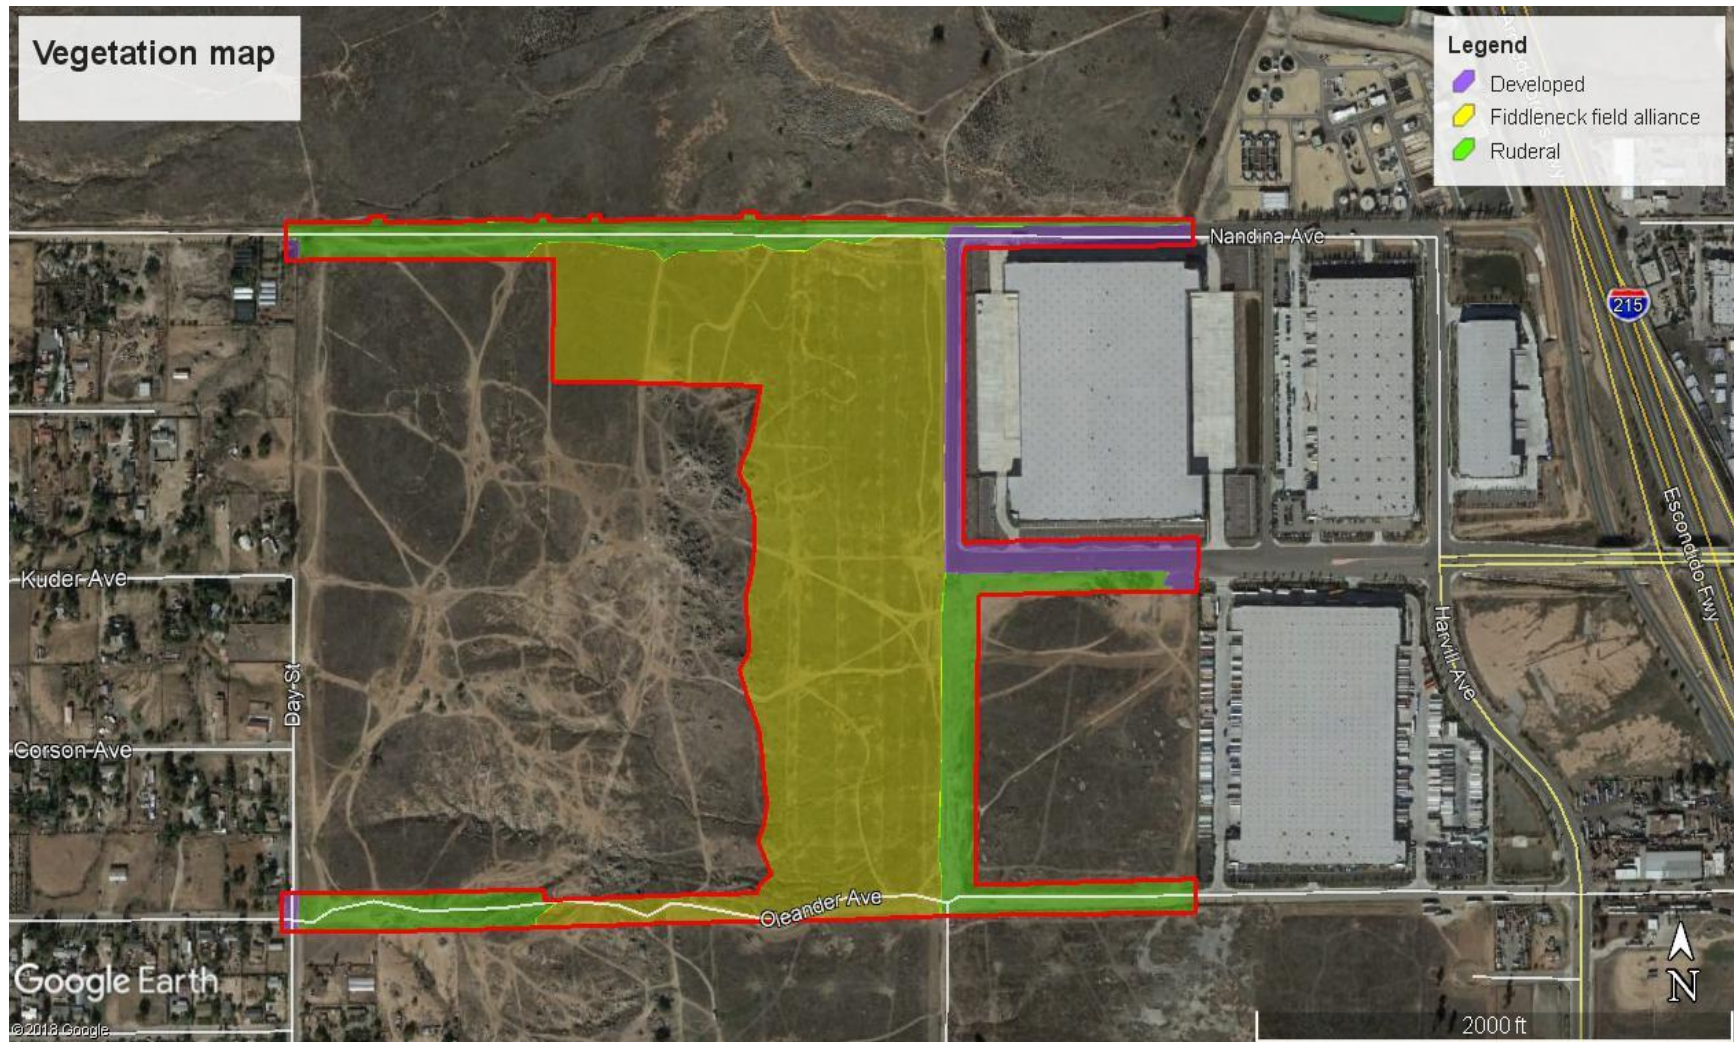 Vegetation map
Legend
Developed
Fiddleneck field alliance
Ruderal
Nandina Ave
215
Escondido Fwy
Kuder Ave
Day St
Harvill Ave
Corson Ave
Oleander Ave
Google Earth
© 2018 Google
N
2000 ft